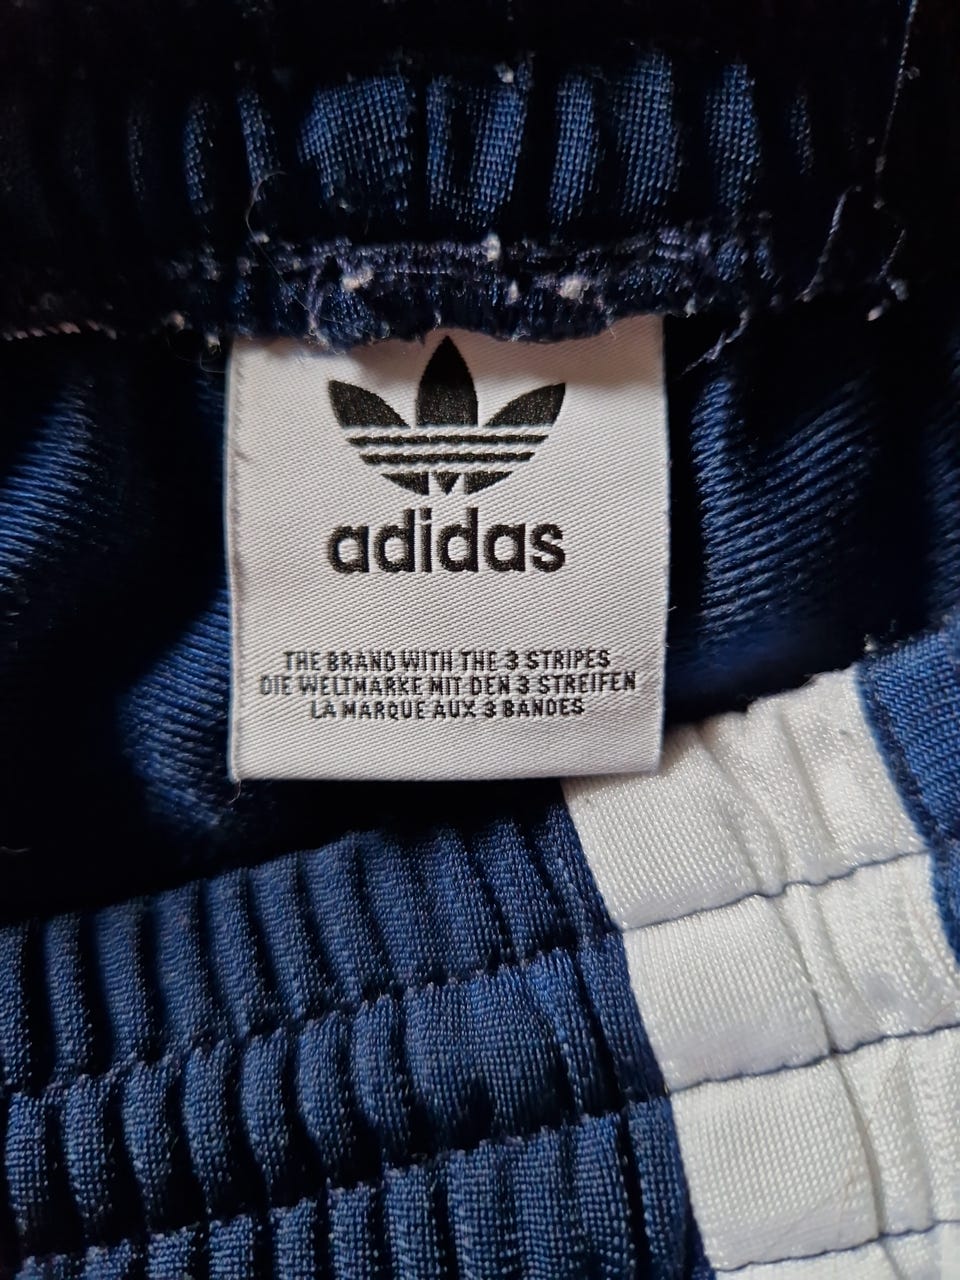 adidas
THE BRAND WITH THE 3 STRIPES
DIE WELTMARKE MIT DEN 3 STREIFEN
LA MARQUE AUX 3 BANDES